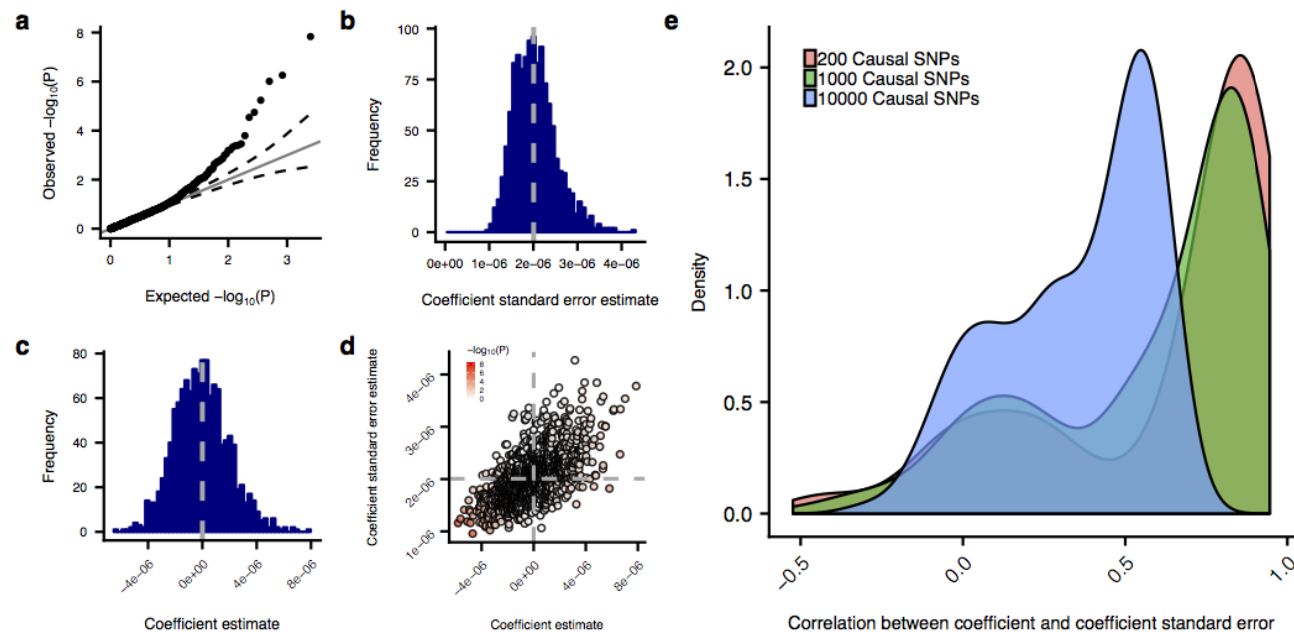 a
8
6
4
2
0
Observed −log10(P)
0 1 2 3
Expected −log10(P)
b
100
75
50
25
0
Frequency
0e+00 1e−06 2e−06 3e−06 4e−06
Coefficient standard error estimate
c
80
60
40
20
0
Frequency
−4e−06 0e+00 4e−06 8e−06
Coefficient estimate
d
−log10(P)
8
6
4
2
0
4e−06
3e−06
2e−06
1e−06
Coefficient standard error estimate
−4e−06 0e+00 4e−06 8e−06
Coefficient estimate
e
200 Causal SNPs
1000 Causal SNPs
10000 Causal SNPs
2.0
1.5
1.0
0.5
0.0
Density
−0.5 0.0 0.5 1.0
Correlation between coefficient and coefficient standard error